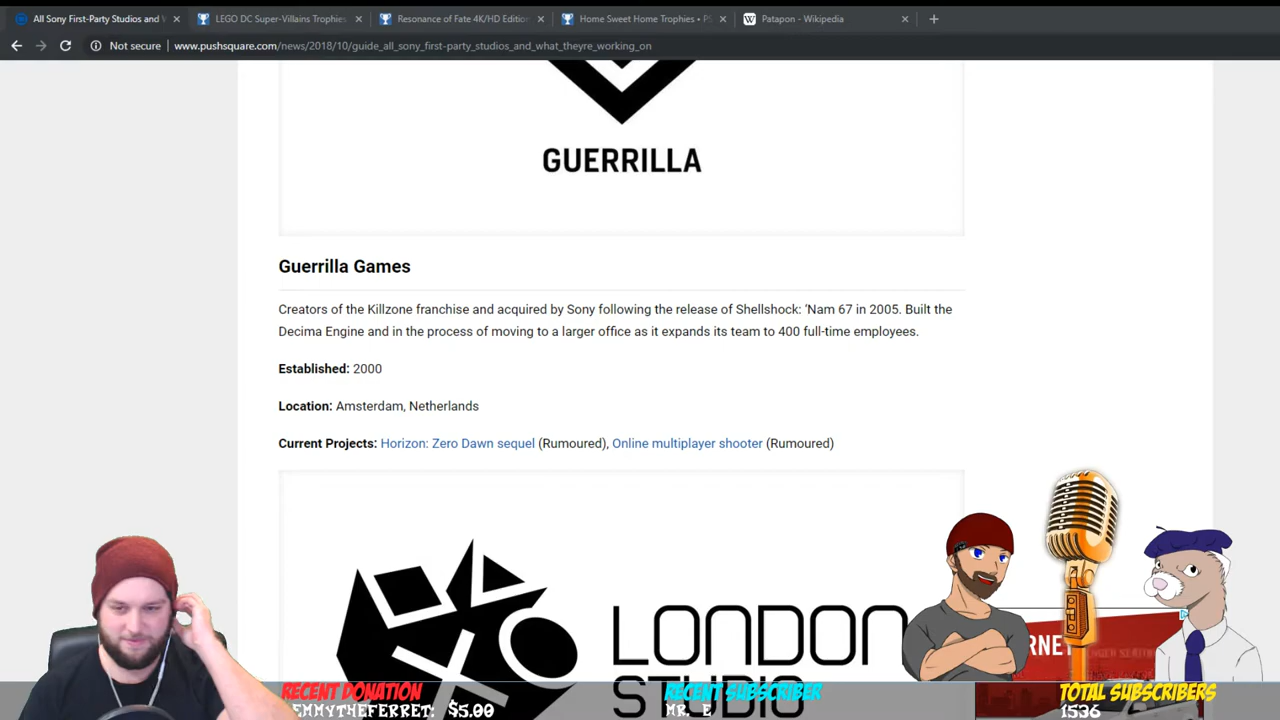 All Sony First-Party Studios and
LEGO DC Super-Villains Trophies
Resonance of Fate 4K/HD Edition
Home Sweet Home Trophies • PS
Patapon - Wikipedia
Not secure
www.pushsquare.com/news/2018/10/guide_all_sony_first-party_studios_and_what_theyre_working_on
GUERRILLA
Guerrilla Games
Creators of the Killzone franchise and acquired by Sony following the release of Shellshock: ‘Nam 67 in 2005. Built the
Decima Engine and in the process of moving to a larger office as it expands its team to 400 full-time employees.
Established: 2000
Location: Amsterdam, Netherlands
Current Projects: Horizon: Zero Dawn sequel (Rumoured), Online multiplayer shooter (Rumoured)
LONDON
STUDIO
RECENT DONATION
EMMYTHEFERRET: $5.00
RECENT SUBSCRIBER
MR. E
TOTAL SUBSCRIBERS
1536